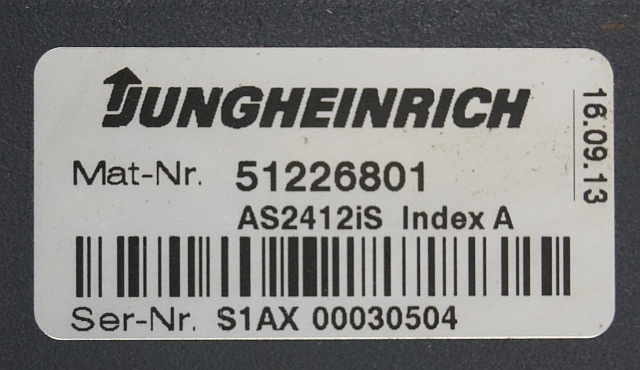 JUNGHEINRICH
Mat-Nr. 51226801
AS2412iS Index A
Ser-Nr. S1AX 00030504
16.09.13